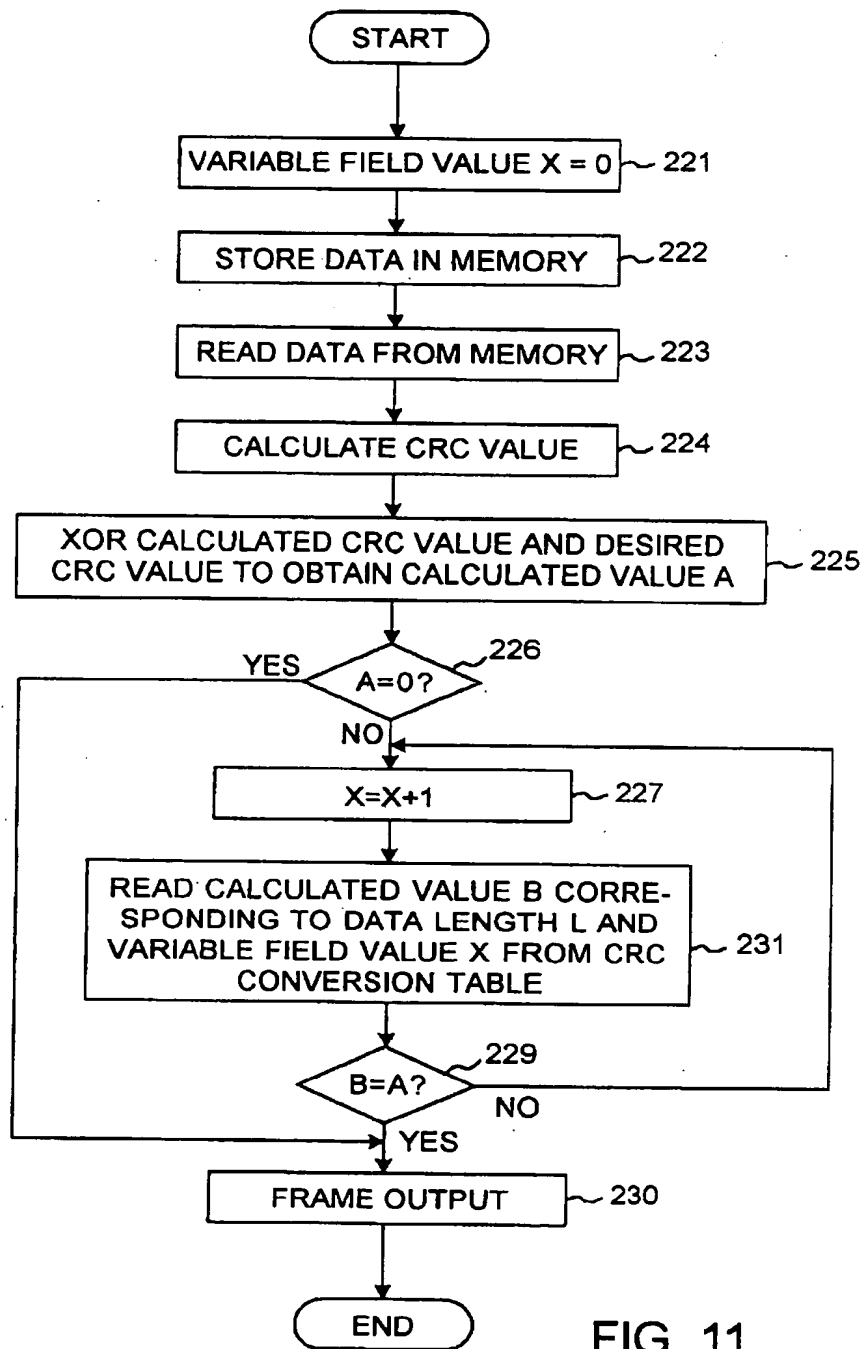 START
VARIABLE FIELD VALUE X = 0
221
STORE DATA IN MEMORY
222
READ DATA FROM MEMORY
223
CALCULATE CRC VALUE
224
XOR CALCULATED CRC VALUE AND DESIRED
CRC VALUE TO OBTAIN CALCULATED VALUE A
225
226
YES
A=0?
NO
X=X+1
227
READ CALCULATED VALUE B CORRE-
SPONDING TO DATA LENGTH L AND
VARIABLE FIELD VALUE X FROM CRC
CONVERSION TABLE
231
229
B=A?
NO
YES
FRAME OUTPUT
230
END
FIG. 11